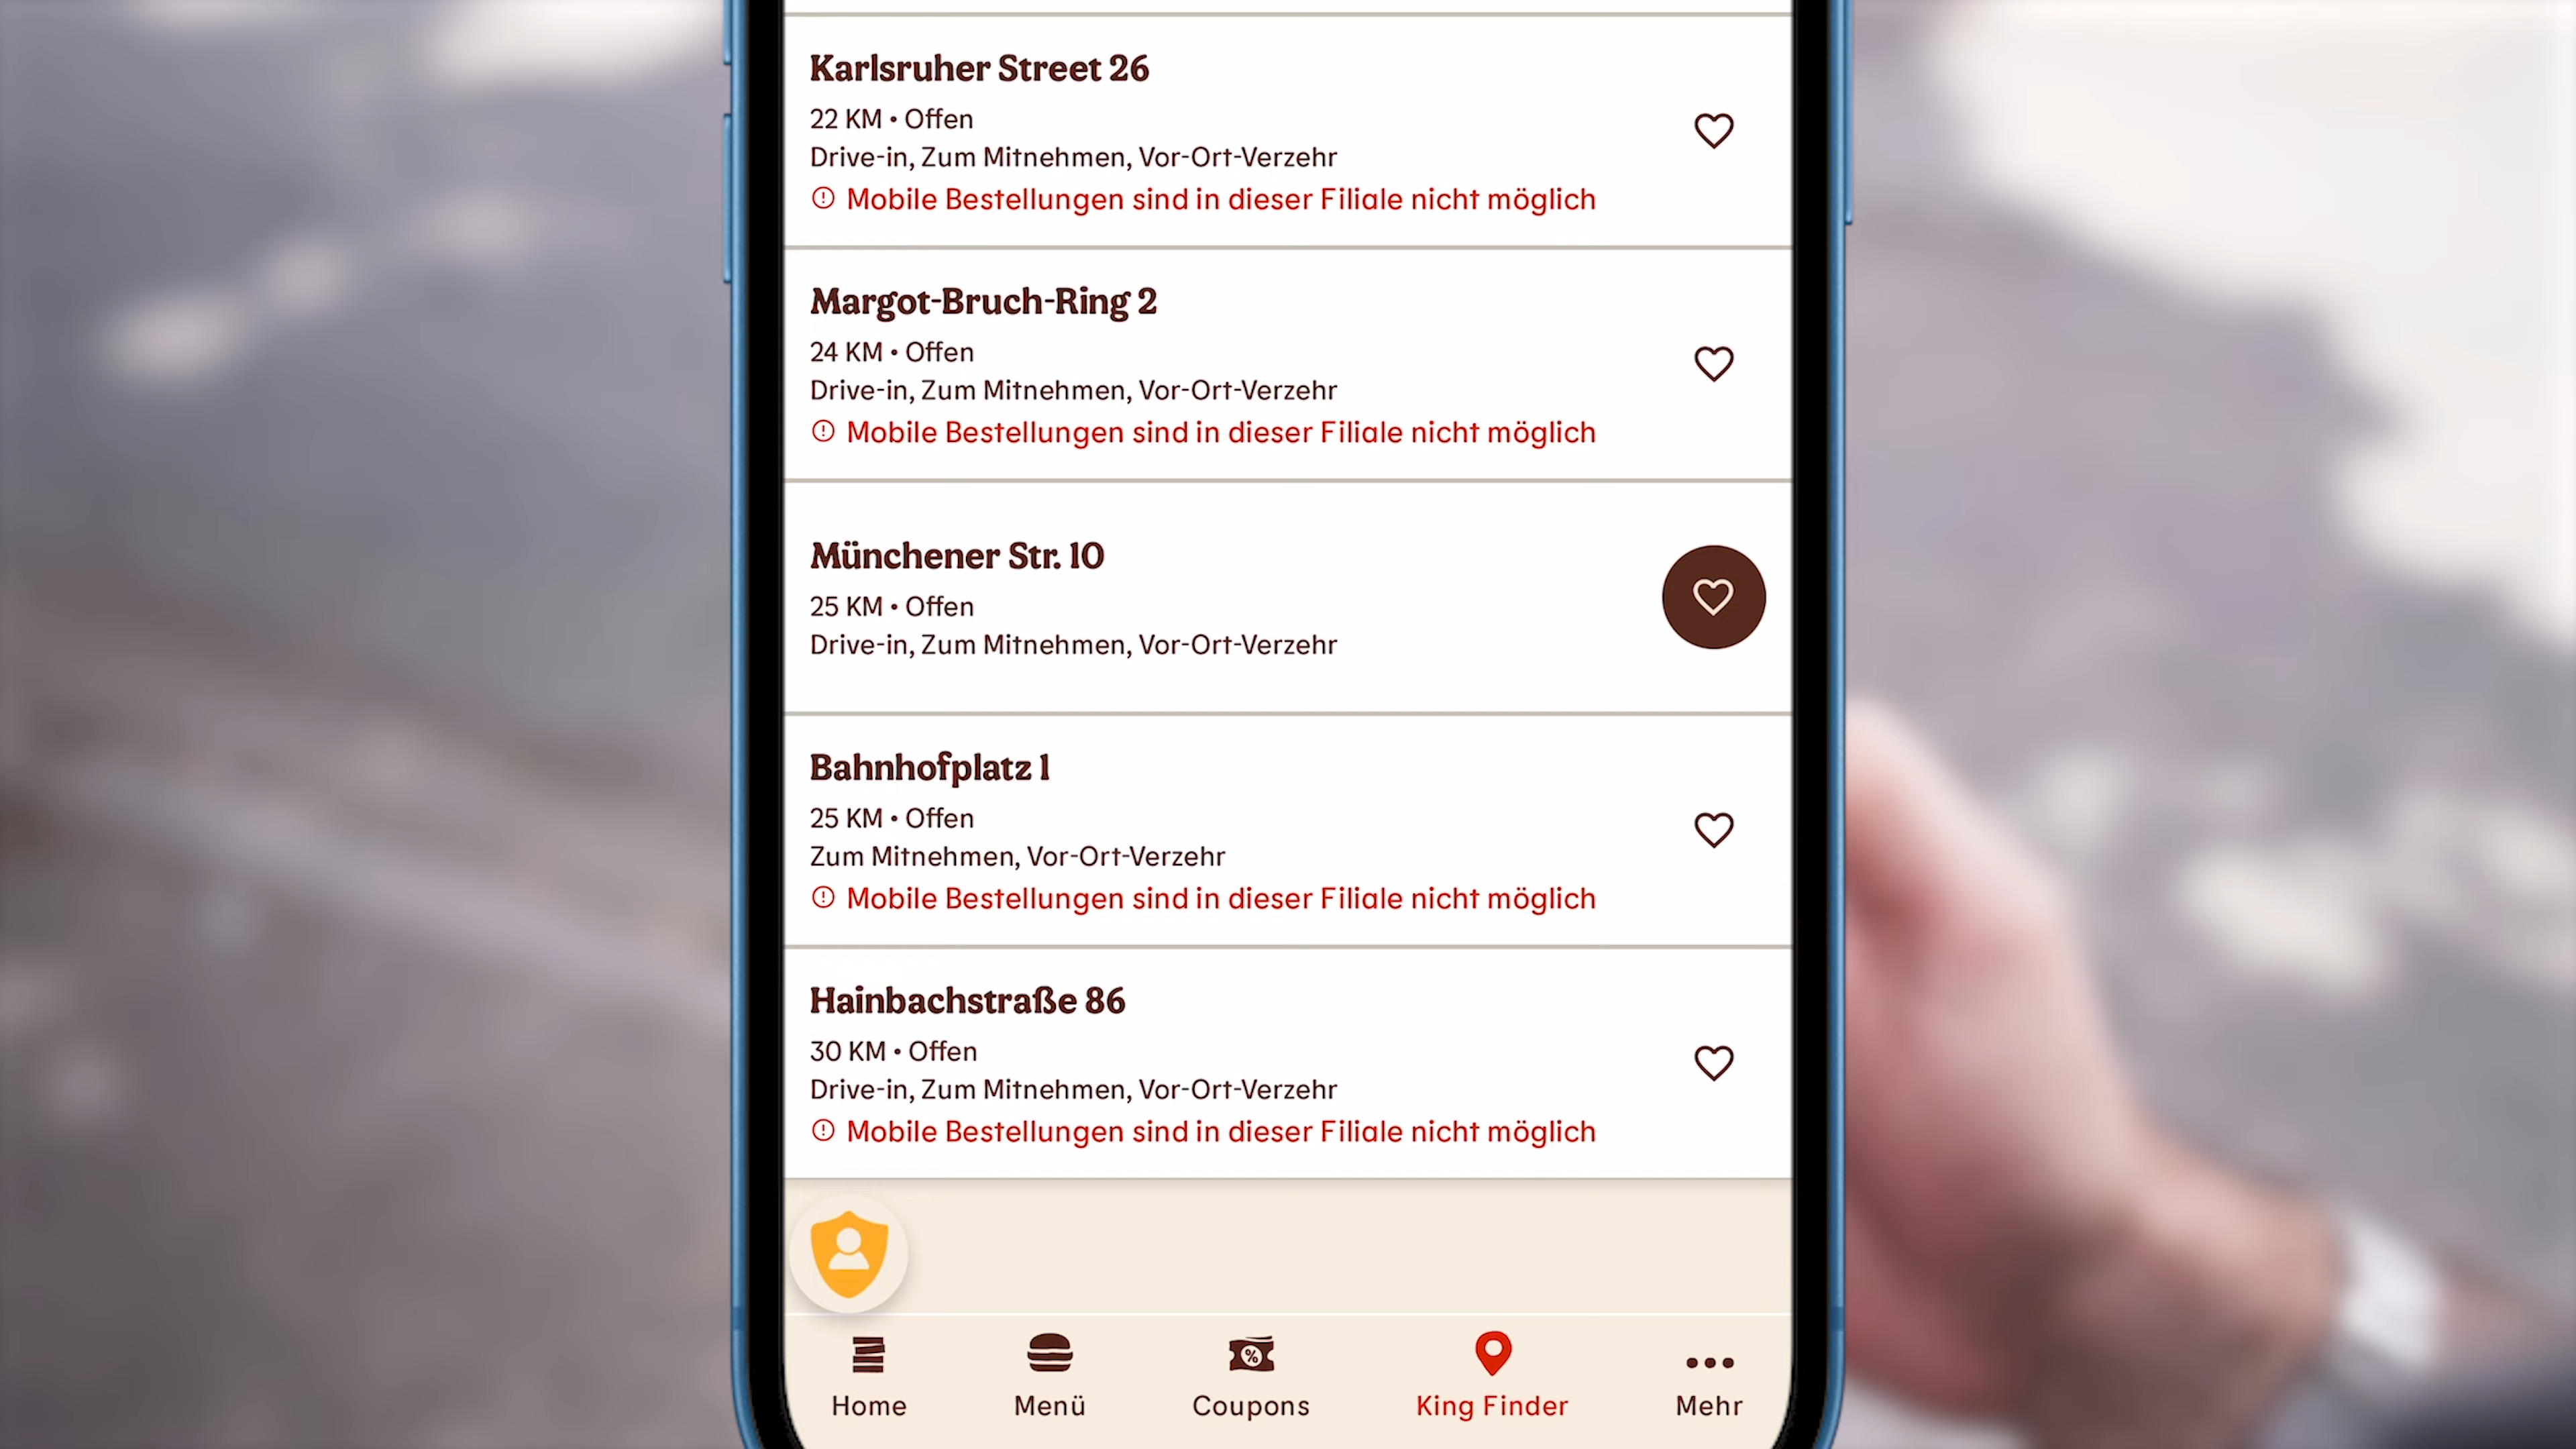 Karlsruher Street 26
22 KM • Offen
Drive-in, Zum Mitnehmen, Vor-Ort-Verzehr
Mobile Bestellungen sind in dieser Filiale nicht möglich
Margot-Bruch-Ring 2
24 KM • Offen
Drive-in, Zum Mitnehmen, Vor-Ort-Verzehr
Mobile Bestellungen sind in dieser Filiale nicht möglich
Münchener Str. 10
25 KM • Offen
Drive-in, Zum Mitnehmen, Vor-Ort-Verzehr
Bahnhofplatz 1
25 KM • Offen
Zum Mitnehmen, Vor-Ort-Verzehr
Mobile Bestellungen sind in dieser Filiale nicht möglich
Hainbachstraße 86
30 KM • Offen
Drive-in, Zum Mitnehmen, Vor-Ort-Verzehr
Mobile Bestellungen sind in dieser Filiale nicht möglich
Home Menü Coupons King Finder Mehr